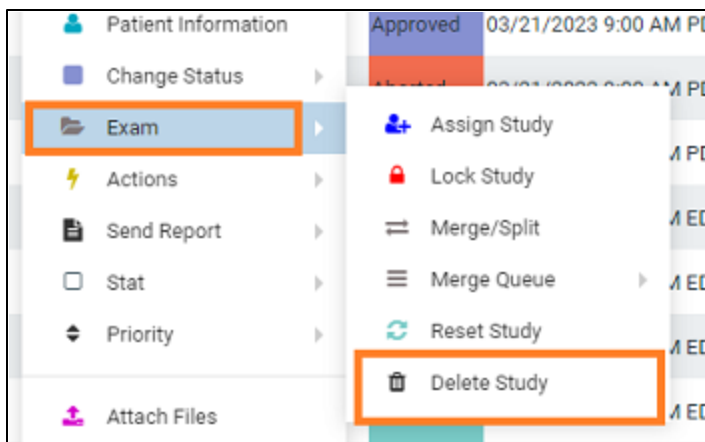 Patient Information
Approved 03/21/2023 9:00 AM
Change Status
Exam
Assign Study
Actions
Lock Study
Send Report
Merge/Split
Stat
Merge Queue
Priority
Reset Study
Delete Study
Attach Files